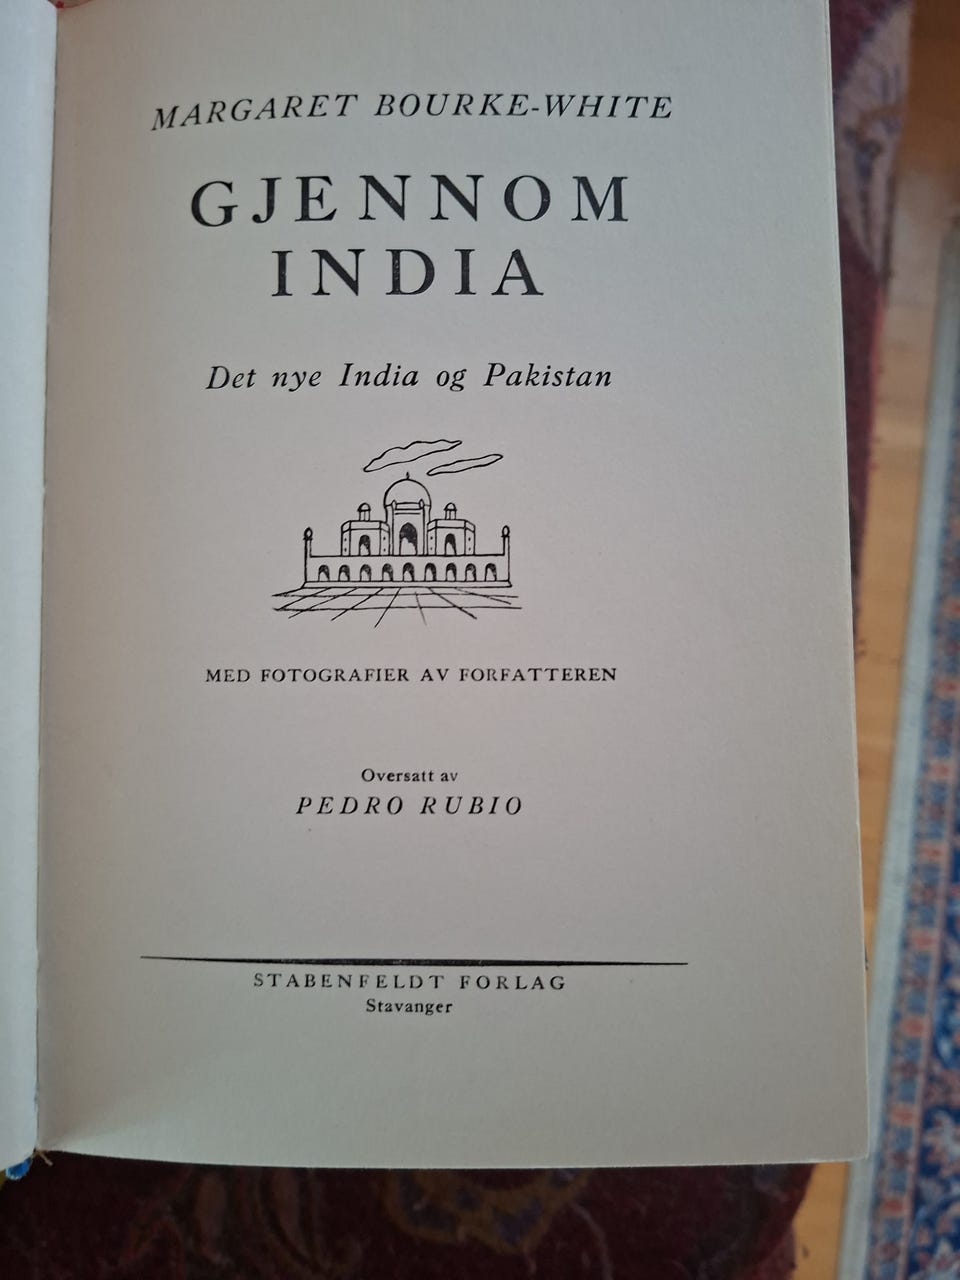 MARGARET BOURKE-WHITE
GJENNOM
INDIA
Det nye India og Pakistan
MED FOTOGRAFIER AV FORFATTEREN
Oversatt av
PEDRO RUBIO
STABENFELDT FORLAG
Stavanger